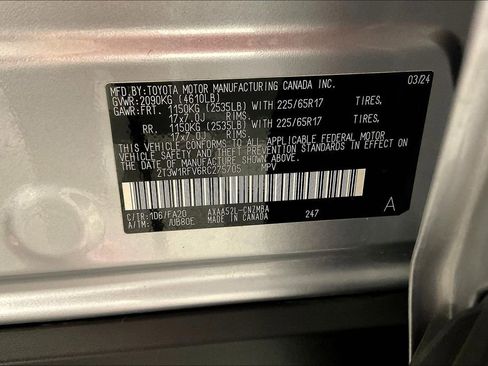 MFD.BY:TOYOTA MOTOR MANUFACTURING CANADA INC. 03/24
GVWR: 2090KG (4610LB)
GAWR:FRT. 1150KG (2535LB) WITH 225/65R17 TIRES,
17x7.0J RIMS.
RR. 1150KG (2535LB) WITH 225/65R17 TIRES,
17x7.0J RIMS.
THIS VEHICLE CONFORMS TO ALL APPLICABLE FEDERAL MOTOR
VEHICLE SAFETY AND THEFT PREVENTION STANDARDS IN EFFECT
ON THE DATE OF MANUFACTURE SHOWN ABOVE.
2T3W1RFV6RC275705 MPV
C/TR:1D6/FA20 AXAA52L-CNZMBA 247 A
A/TM: /UB80E MADE IN CANADA